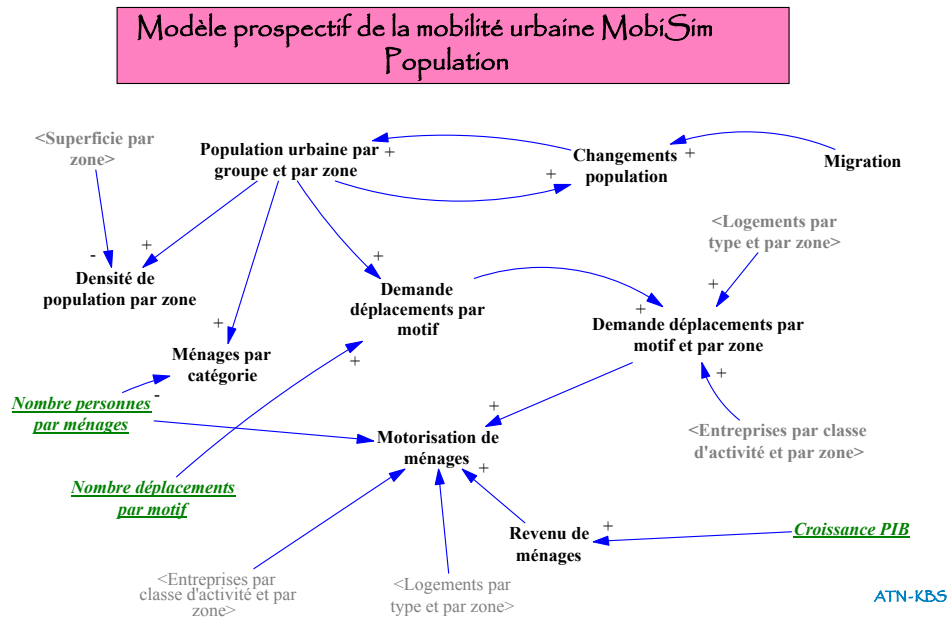 Modèle prospectif de la mobilité urbaine MobiSim
Population
<Superficie par
zone>
Population urbaine par
groupe et par zone
+
+
Changements
population
+
Migration
<Logements par
type et par zone>
-
+
Densité de
population par zone
+
Demande
déplacements par
motif
+
+
Demande déplacements par
motif et par zone
+
Ménages par
catégorie
+
+
-
Nombre personnes
par ménages
+
Motorisation de
ménages
+
<Entreprises par classe
d'activité et par zone>
Nombre déplacements
par motif
Revenu de
ménages
+
Croissance PIB
<Entreprises par
classe d'activité et par
zone>
<Logements par
type et par zone>
ATN-KBS